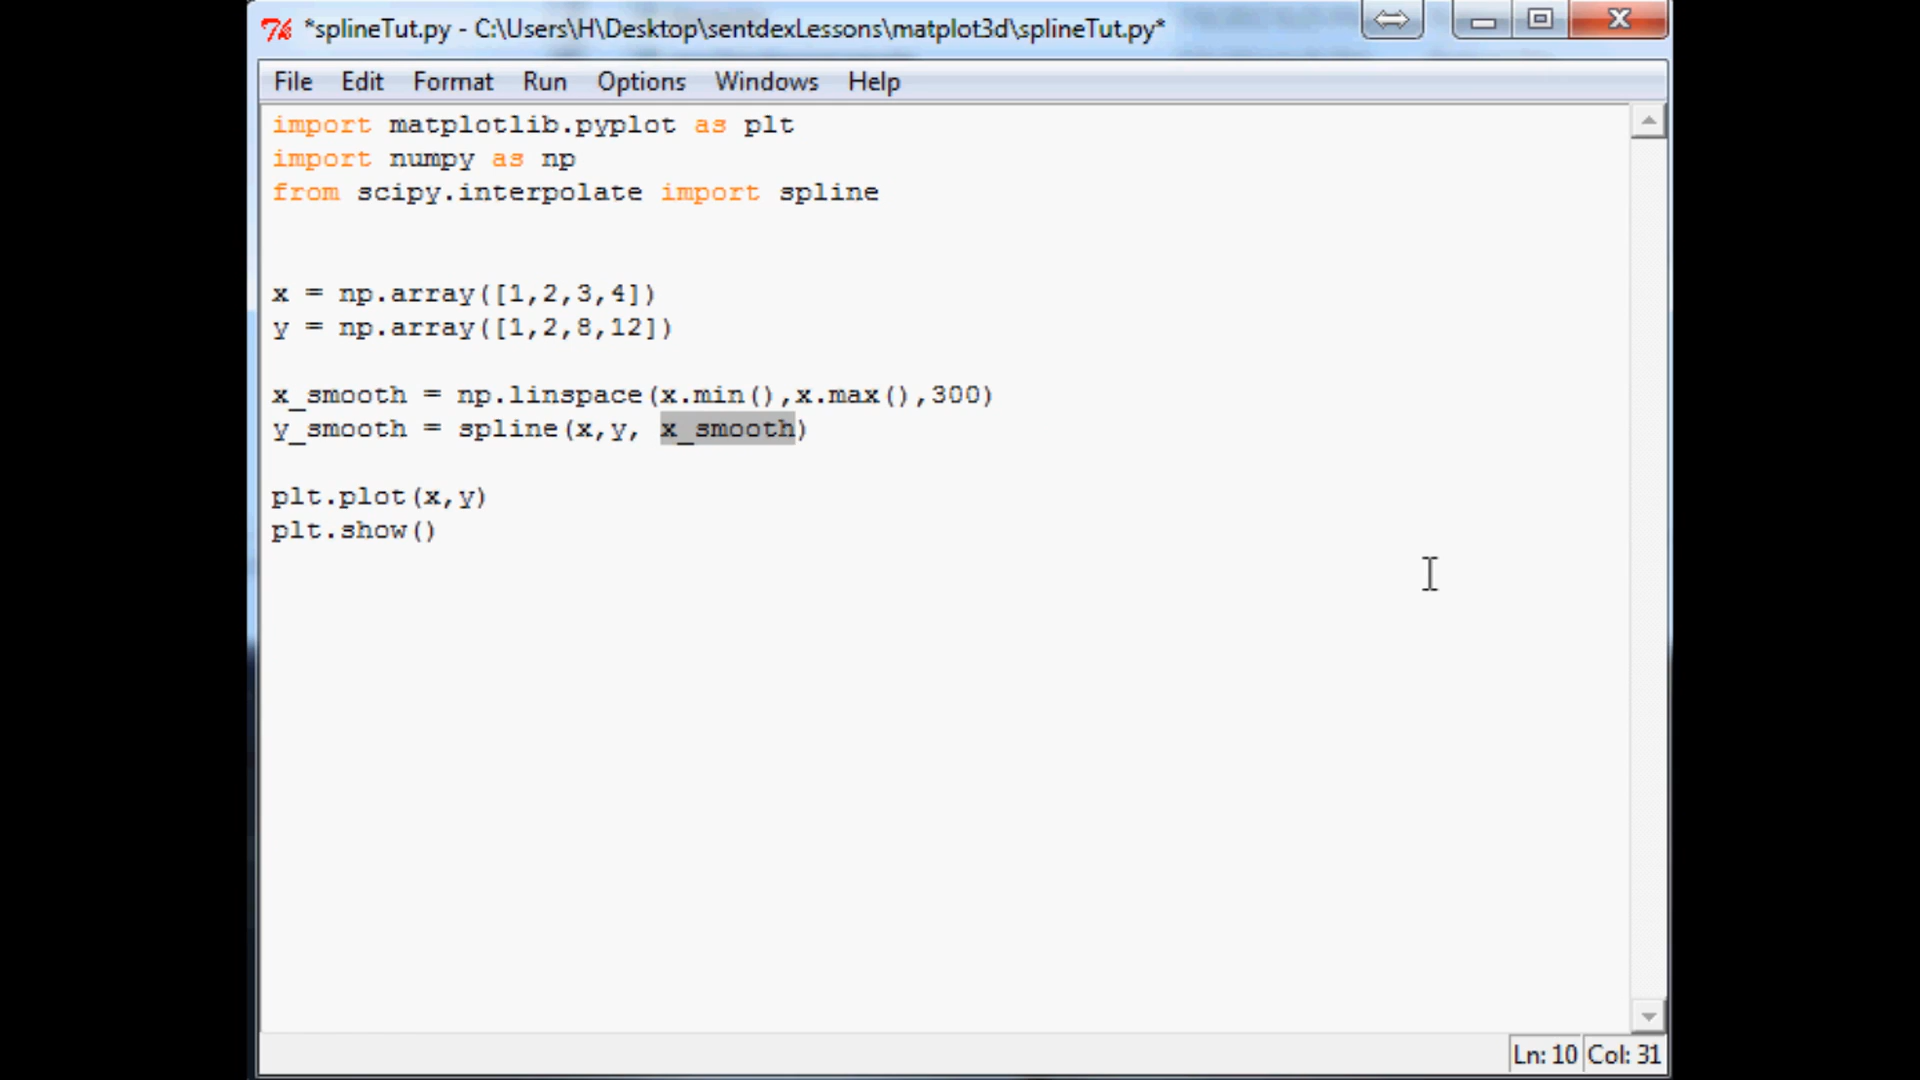 *splineTut.py - C:\Users\H\Desktop\sentdexLessons\matplot3d\splineTut.py*
File Edit Format Run Options Windows Help
import matplotlib.pyplot as plt
import numpy as np
from scipy.interpolate import spline
x = np.array([1,2,3,4])
y = np.array([1,2,8,12])
x_smooth = np.linspace(x.min(),x.max(),300)
y_smooth = spline(x,y, x_smooth)
plt.plot(x,y)
plt.show()
Ln: 10 Col: 31